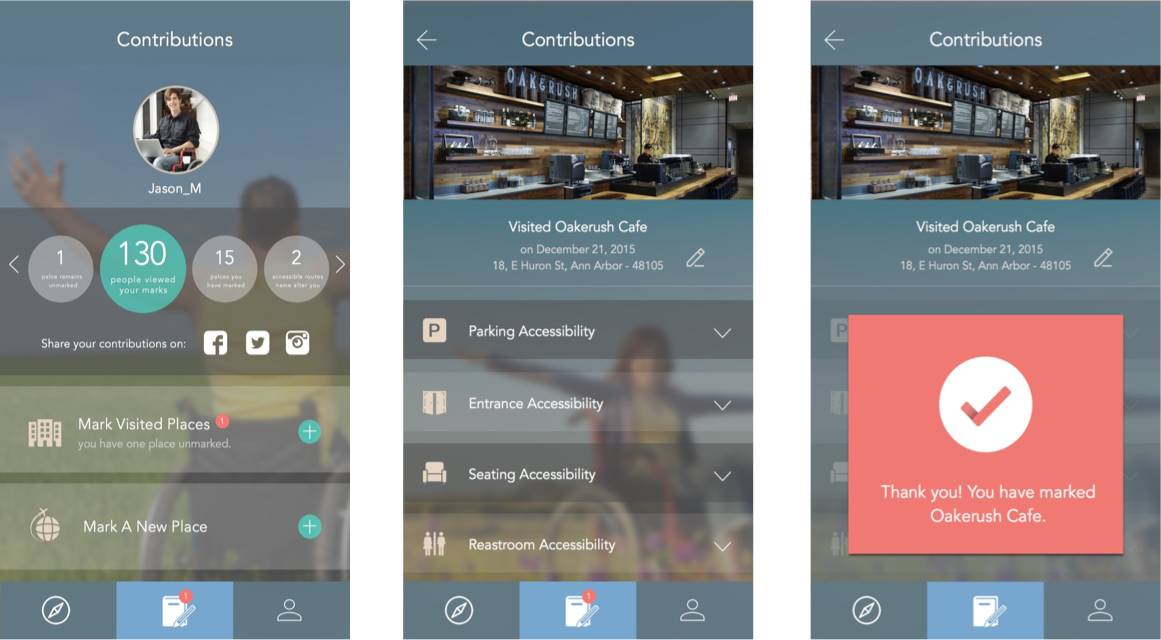 Contributions
Jason_M
1
palce remains
unmarked
130
people viewed
your marks
15
palces you
have marked
2
accessible routes
name after you
Share your contributions on:
Mark Visited Places 1
you have one place unmarked.
Mark A New Place
1
Contributions
OAK&RUSH
Visited Oakerush Cafe
on December 21, 2015
18, E Huron St, Ann Arbor - 48105
P
Parking Accessibility
Entrance Accessibility
Seating Accessibility
Reastroom Accessibility
1
Contributions
OAK&RUSH
Visited Oakerush Cafe
on December 21, 2015
18, E Huron St, Ann Arbor - 48105
P
Thank you! You have marked
Oakerush Cafe.